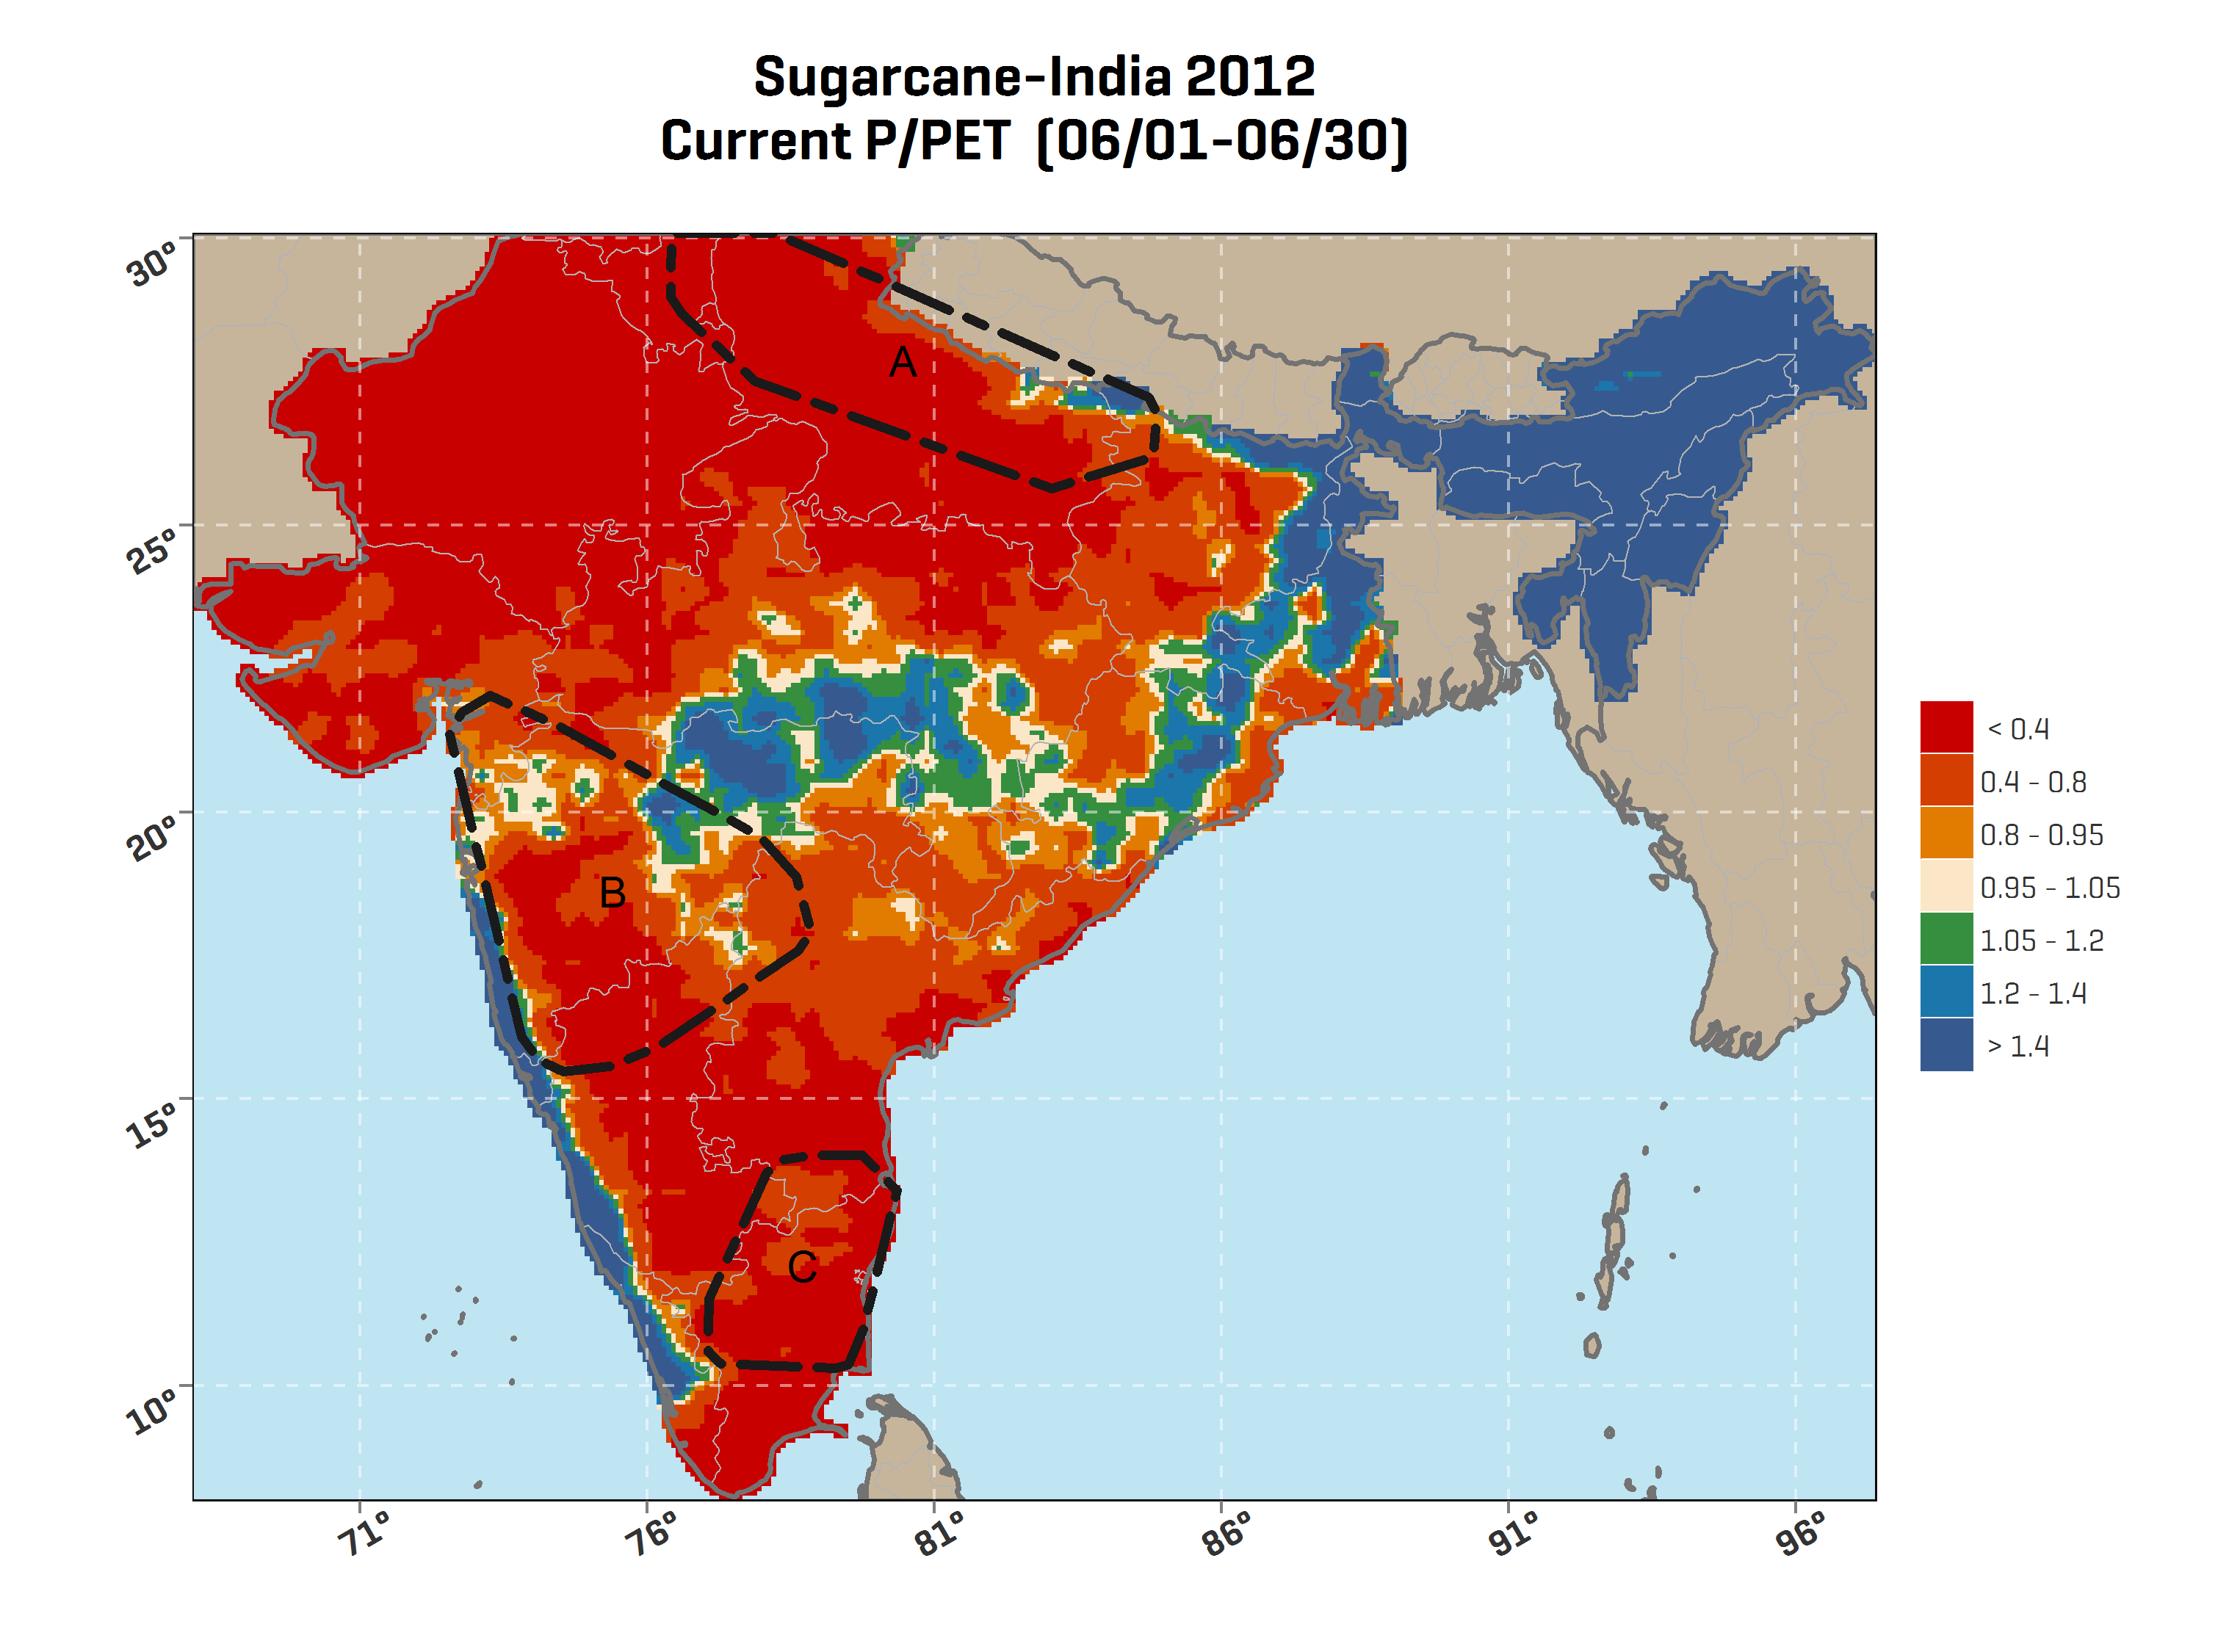 Sugarcane-India 2012
Current P/PET (06/01-06/30)
30°
25°
20°
15°
10°
A
B
C
< 0.4
0.4 - 0.8
0.8 - 0.95
0.95 - 1.05
1.05 - 1.2
1.2 - 1.4
> 1.4
71°
76°
81°
86°
91°
96°